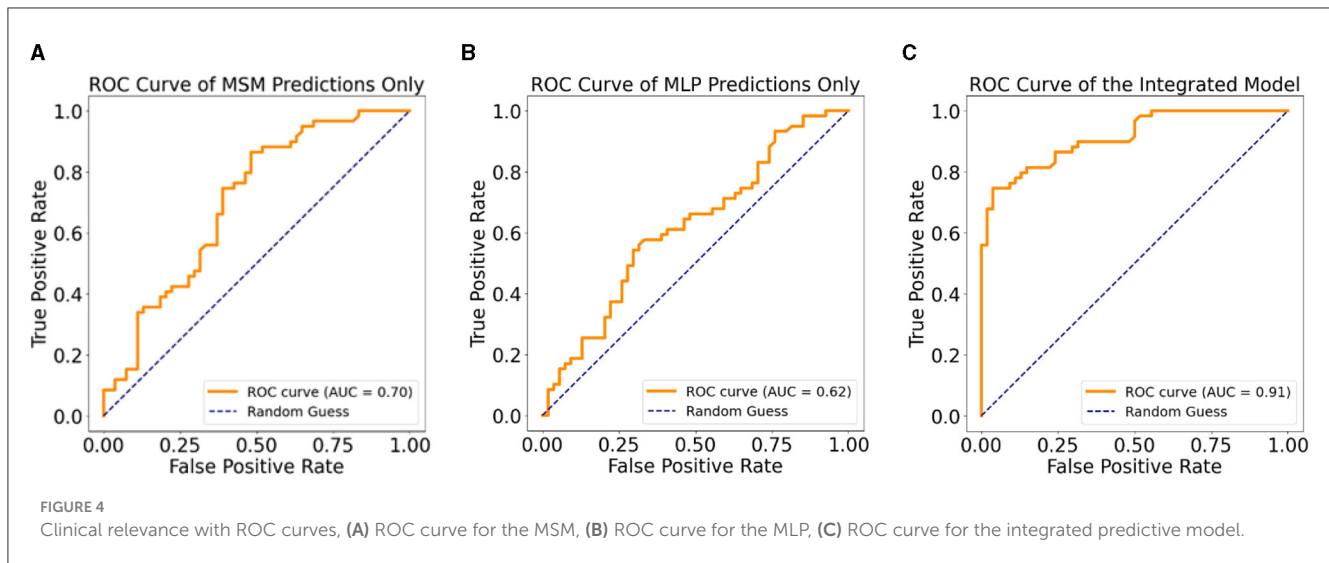 A
B
C
ROC Curve of MSM Predictions Only
1.0
0.8
0.6
0.4
0.2
0.0
True Positive Rate
0.00 0.25 0.50 0.75 1.00
False Positive Rate
ROC curve (AUC = 0.70)
Random Guess
ROC Curve of MLP Predictions Only
1.0
0.8
0.6
0.4
0.2
0.0
True Positive Rate
0.00 0.25 0.50 0.75 1.00
False Positive Rate
ROC curve (AUC = 0.62)
Random Guess
ROC Curve of the Integrated Model
1.0
0.8
0.6
0.4
0.2
0.0
True Positive Rate
0.00 0.25 0.50 0.75 1.00
False Positive Rate
ROC curve (AUC = 0.91)
Random Guess
FIGURE 4
Clinical relevance with ROC curves, (A) ROC curve for the MSM, (B) ROC curve for the MLP, (C) ROC curve for the integrated predictive model.